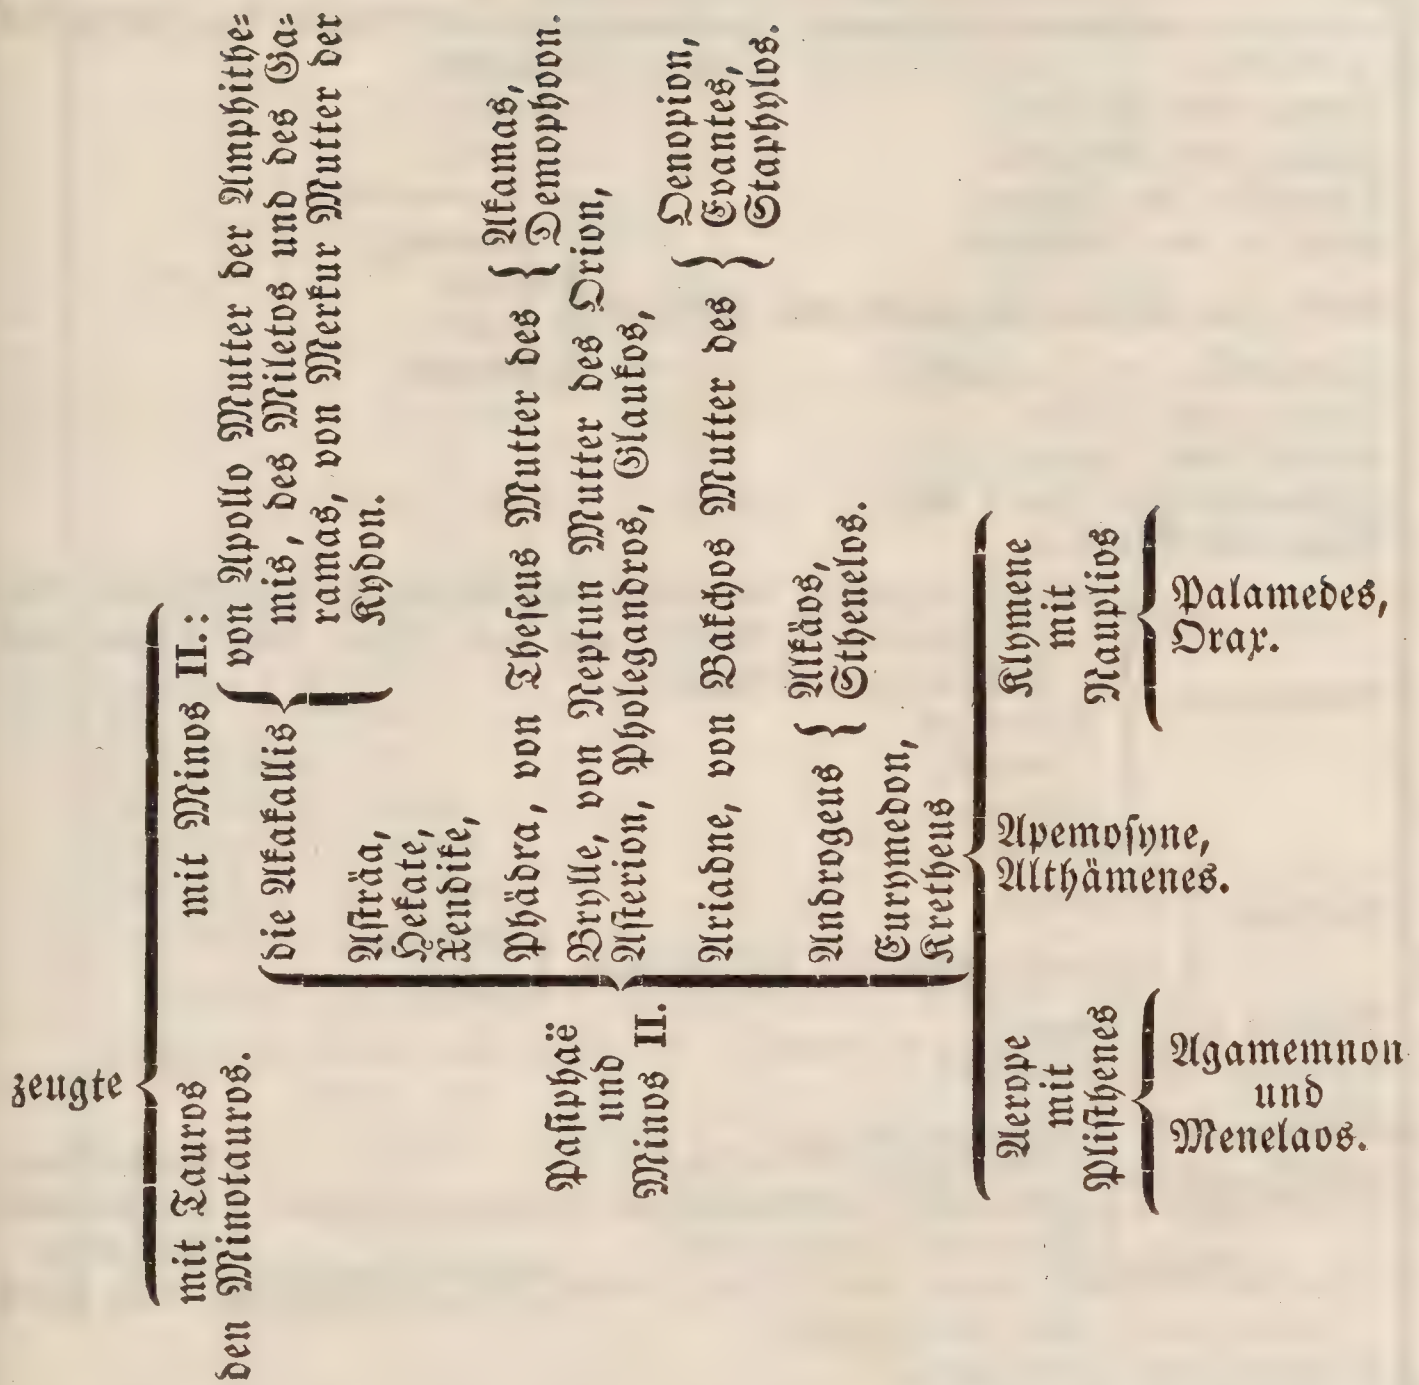 zeugte
mit Tauros
den Minotauros.
mit Minos II.:
die Akakallis
von Apollo Mutter der Amphithe=
mis, des Miletos und des Ga=
ramas, von Merkur Mutter der
Kydon.
Asträa,
Hekate,
Xendike,
Phädra, von Theseus Mutter des
Akamas,
Demophoon.
Brylle, von Neptun Mutter des Orion,
Asterion, Pholegandros, Glaukos,
Ariadne, von Bakchos Mutter des
Oenopion,
Evantes,
Staphylos.
Androgeus
Alkäos,
Sthenelos.
Eurymedon,
Kretheus
Pasiphaë
und
Minos II.
Aerope
mit
Plisthenes
Agamemnon
und
Menelaos.
Apemosyne,
Althämenes.
Klymene
mit
Nauplios
Palamedes,
Orax.